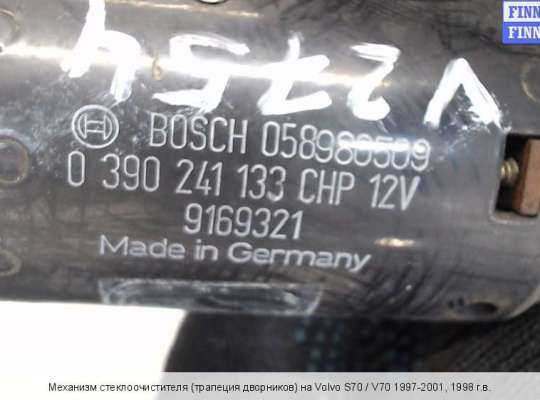 FINN
FINN
V 2754
BOSCH 058980509
0 390 241 133 CHP 12V
9169321
Made in Germany
Механизм стеклоочистителя (трапеция дворников) на Volvo S70 / V70 1997-2001, 1998 г.в.